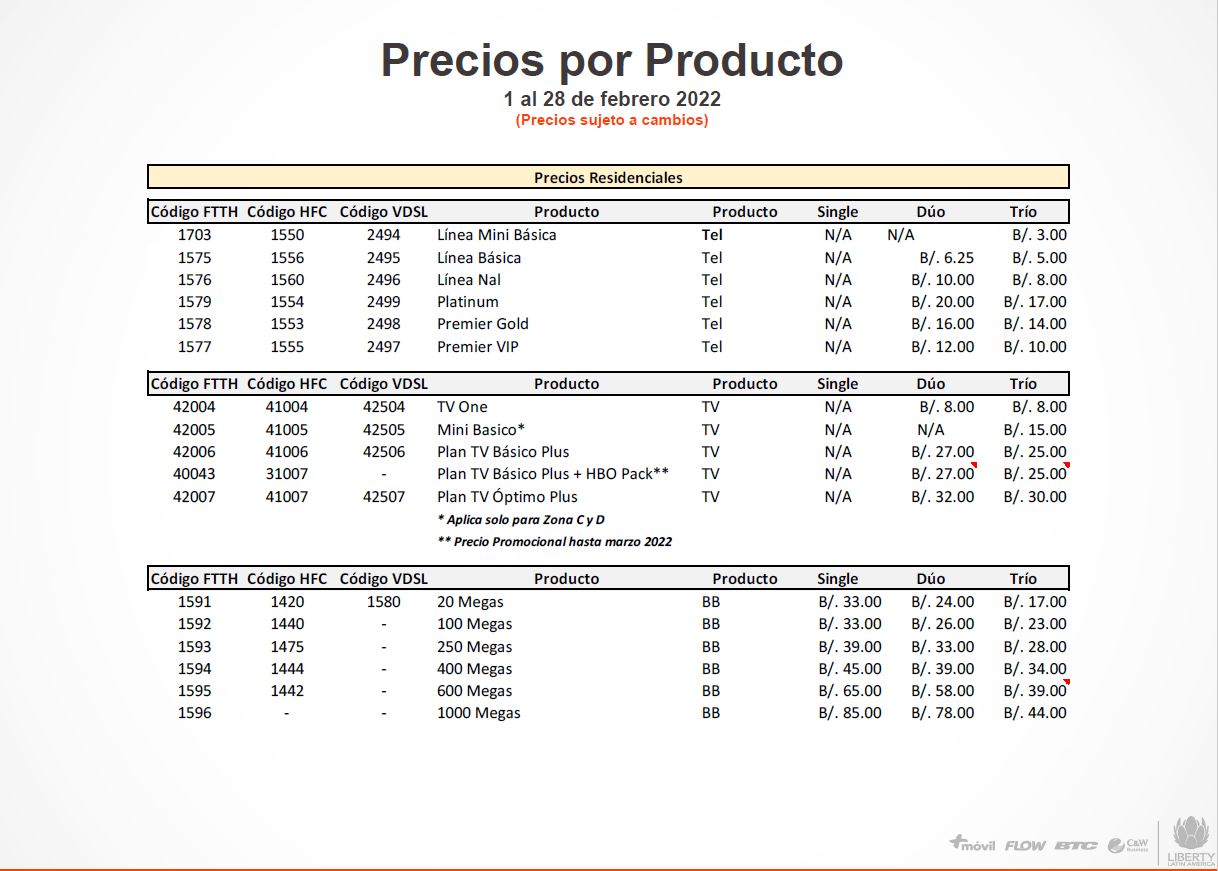 Precios por Producto
1 al 28 de febrero 2022
(Precios sujeto a cambios)
Precios Residenciales
Código FTTH Código HFC Código VDSL Producto Producto Single Dúo Trío
1703 1550 2494 Línea Mini Básica Tel N/A N/A B/. 3.00
1575 1556 2495 Línea Básica Tel N/A B/. 6.25 B/. 5.00
1576 1560 2496 Línea Nal Tel N/A B/. 10.00 B/. 8.00
1579 1554 2499 Platinum Tel N/A B/. 20.00 B/. 17.00
1578 1553 2498 Premier Gold Tel N/A B/. 16.00 B/. 14.00
1577 1555 2497 Premier VIP Tel N/A B/. 12.00 B/. 10.00
Código FTTH Código HFC Código VDSL Producto Producto Single Dúo Trío
42004 41004 42504 TV One TV N/A B/. 8.00 B/. 8.00
42005 41005 42505 Mini Basico* TV N/A N/A B/. 15.00
42006 41006 42506 Plan TV Básico Plus TV N/A B/. 27.00 B/. 25.00
40043 31007 - Plan TV Básico Plus + HBO Pack** TV N/A B/. 27.00 B/. 25.00
42007 41007 42507 Plan TV Óptimo Plus TV N/A B/. 32.00 B/. 30.00
* Aplica solo para Zona C y D
** Precio Promocional hasta marzo 2022
Código FTTH Código HFC Código VDSL Producto Producto Single Dúo Trío
1591 1420 1580 20 Megas BB B/. 33.00 B/. 24.00 B/. 17.00
1592 1440 - 100 Megas BB B/. 33.00 B/. 26.00 B/. 23.00
1593 1475 - 250 Megas BB B/. 39.00 B/. 33.00 B/. 28.00
1594 1444 - 400 Megas BB B/. 45.00 B/. 39.00 B/. 34.00
1595 1442 - 600 Megas BB B/. 65.00 B/. 58.00 B/. 39.00
1596 - - 1000 Megas BB B/. 85.00 B/. 78.00 B/. 44.00
+móvil FLOW BTC C&W Business
LIBERTY
LATIN AMERICA